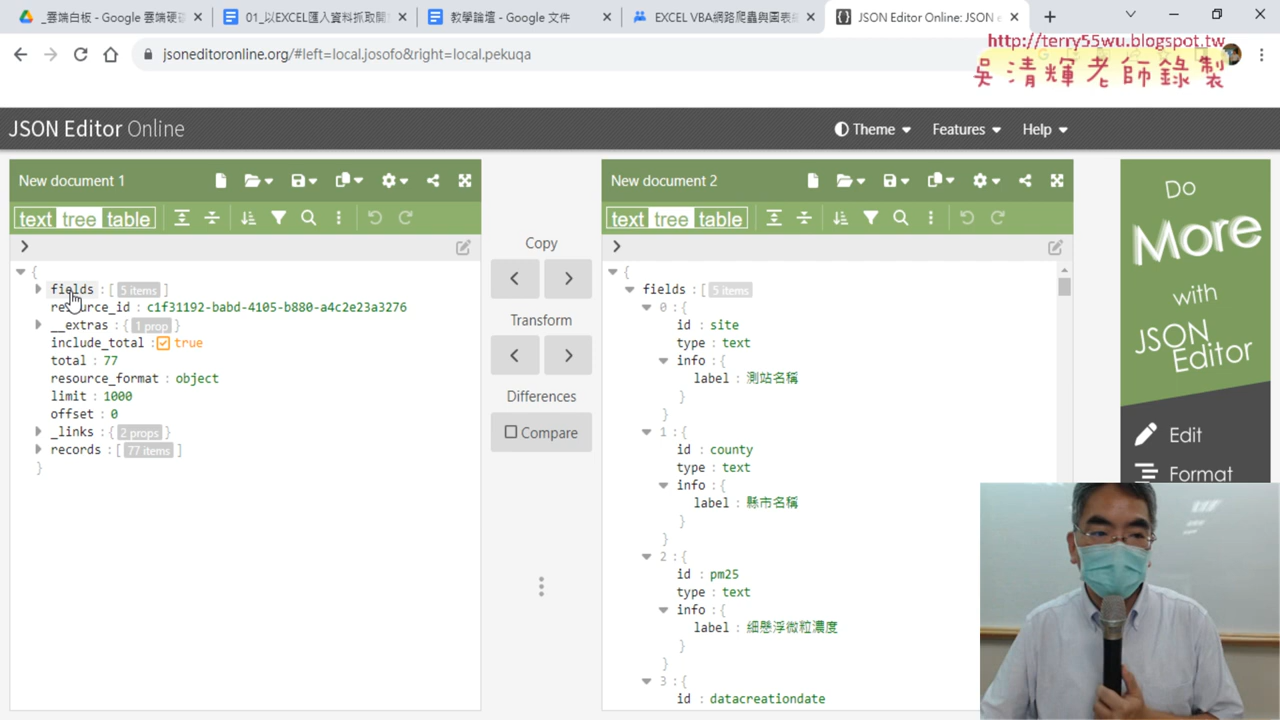 _雲端白板 - Google 雲端硬碟
01_以EXCEL匯入資料抓取開
教學論壇 - Google 文件
EXCEL VBA網路爬蟲與圖表
JSON Editor Online: JSON e
jsoneditoronline.org/#left=local.josofo&right=local.pekuqa
http://terry55wu.blogspot.tw
吳清輝老師錄製
JSON Editor Online
Theme
Features
Help
New document 1
text tree table
{
fields : [ 5 items ]
resource_id : c1f31192-babd-4105-b880-a4c2e23a3276
__extras : { 1 prop }
include_total : true
total : 77
resource_format : object
limit : 1000
offset : 0
_links : { 2 props }
records : [ 77 items ]
}
Copy
Transform
Differences
Compare
New document 2
text tree table
{
fields : [ 5 items
0 : {
id : site
type : text
info : {
label : 測站名稱
}
}
1 : {
id : county
type : text
info : {
label : 縣市名稱
}
}
2 : {
id : pm25
type : text
info : {
label : 細懸浮微粒濃度
}
}
3 : {
id : datacreationdate
Do
More
with
JSON
Editor
Edit
Format